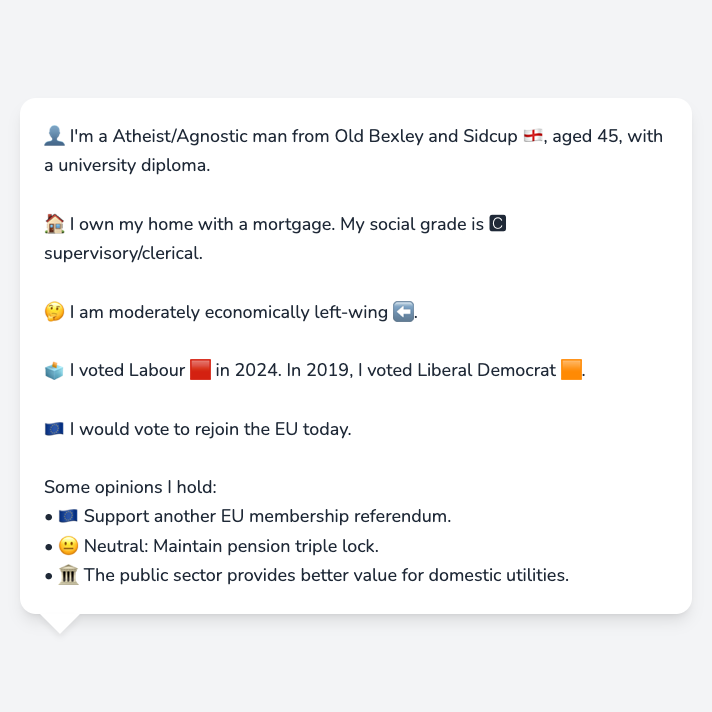 👤 I'm a Atheist/Agnostic man from Old Bexley and Sidcup 🏴󠁧󠁢󠁥󠁮󠁧󠁿, aged 45, with
a university diploma.
🏠 I own my home with a mortgage. My social grade is 🅲
supervisory/clerical.
🤔 I am moderately economically left-wing ⬅️.
🗳️ I voted Labour 🟥 in 2024. In 2019, I voted Liberal Democrat 🟧.
🇪🇺 I would vote to rejoin the EU today.
Some opinions I hold:
• 🇪🇺 Support another EU membership referendum.
• 😐 Neutral: Maintain pension triple lock.
• 🏛️ The public sector provides better value for domestic utilities.